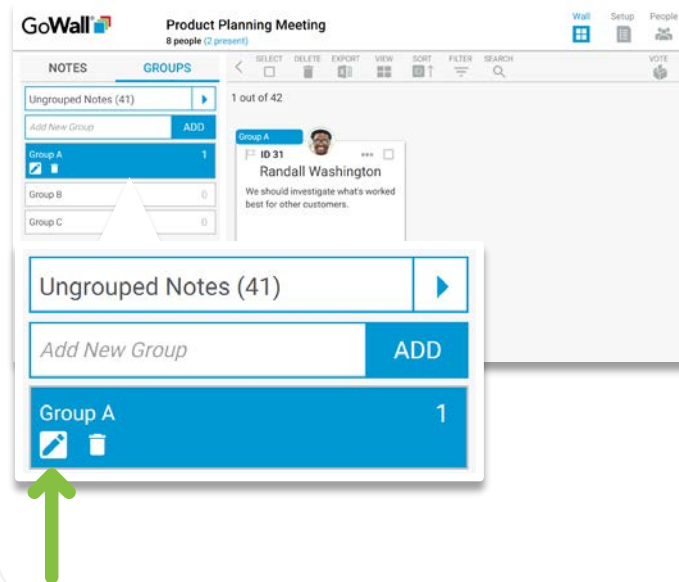 GoWall
Product Planning Meeting
8 people (2 present)
Wall
Setup
People
NOTES
GROUPS
SELECT
DELETE
EXPORT
VIEW
SORT
FILTER
SEARCH
VOTE
Ungrouped Notes (41)
1 out of 42
Add New Group
ADD
Group A
1
Group B
0
Group C
0
Group A
ID 31
Randall Washington
We should investigate what's worked
best for other customers.
Ungrouped Notes (41)
Add New Group
ADD
Group A
1